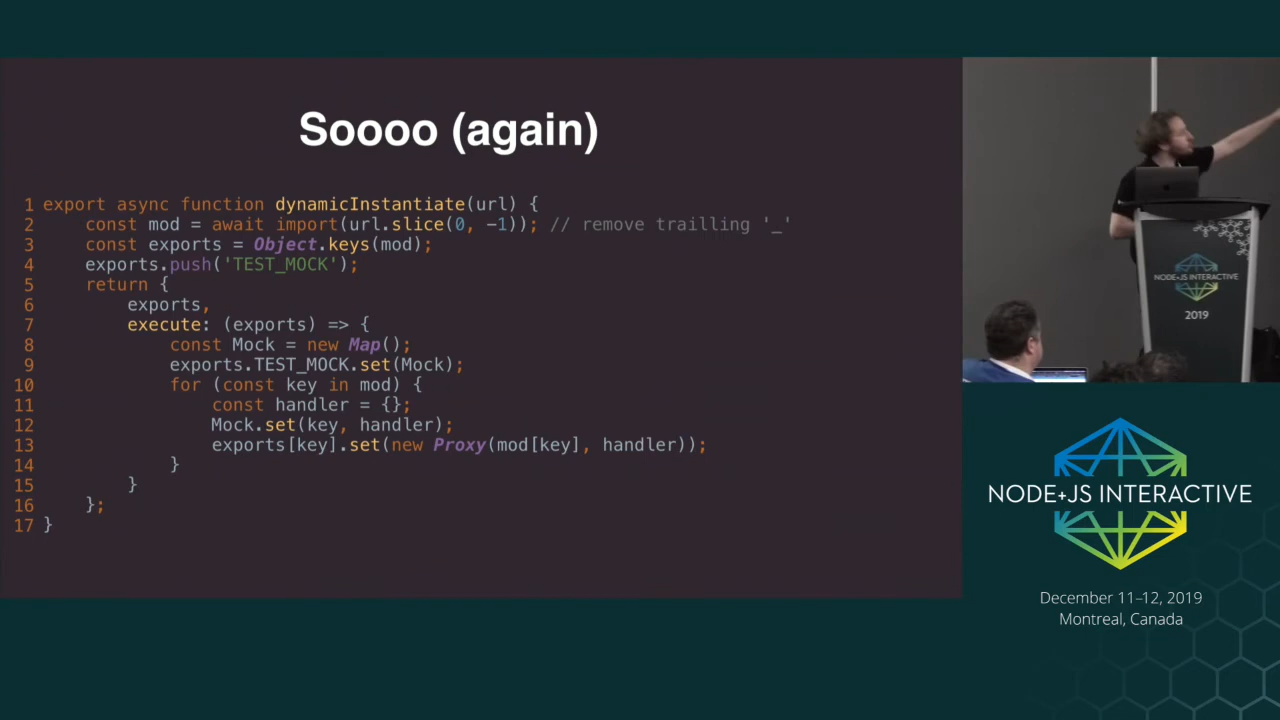 Soooo (again)
1 export async function dynamicInstantiate(url) {
2 const mod = await import(url.slice(0, -1)); // remove trailling '_'
3 const exports = Object.keys(mod);
4 exports.push('TEST_MOCK');
5 return {
6 exports,
7 execute: (exports) => {
8 const Mock = new Map();
9 exports.TEST_MOCK.set(Mock);
10 for (const key in mod) {
11 const handler = {};
12 Mock.set(key, handler);
13 exports[key].set(new Proxy(mod[key], handler));
14 }
15 }
16 };
17 }
NODE+JS INTERACTIVE
2019
NODE+JS INTERACTIVE
December 11–12, 2019
Montreal, Canada